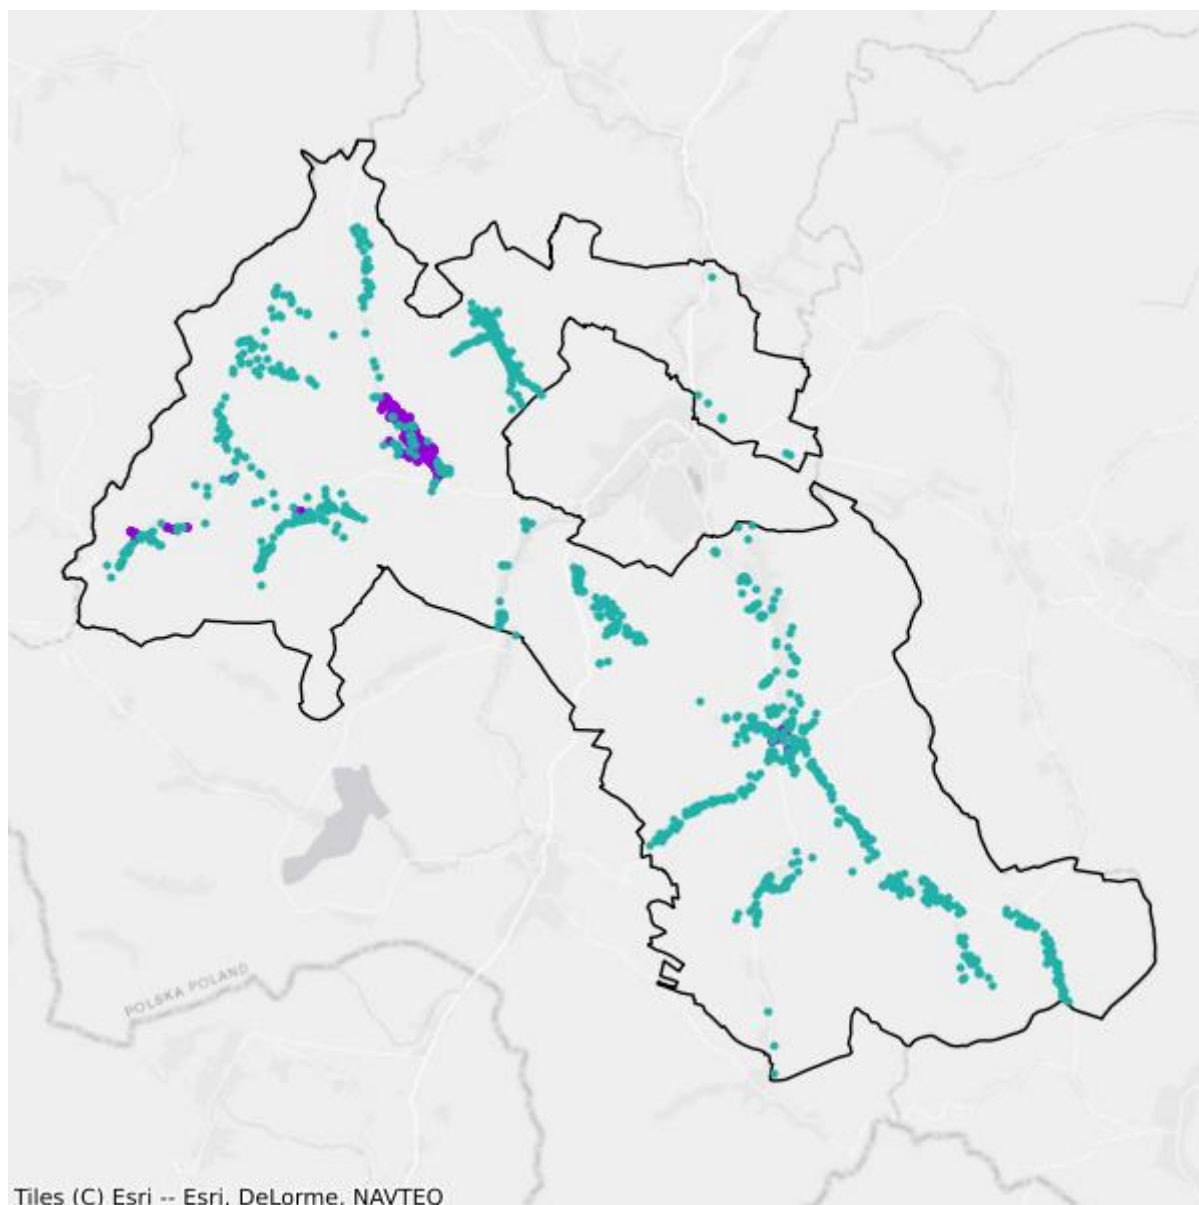 POLSKA POLAND
Tiles (C) Esri -- Esri, DeLorme, NAVTEQ